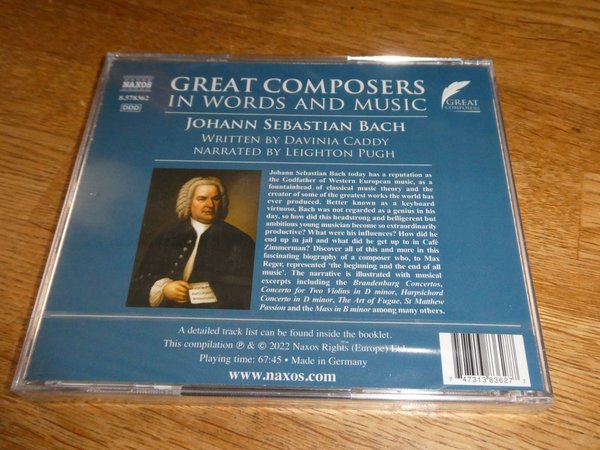 NAXOS
8.578362
DDD
GREAT COMPOSERS
IN WORDS AND MUSIC
GREAT
COMPOSERS
JOHANN SEBASTIAN BACH
WRITTEN BY DAVINIA CADDY
NARRATED BY LEIGHTON PUGH
Johann Sebastian Bach today has a reputation as
the Godfather of Western European music, as a
fountainhead of classical music theory and the
creator of some of the greatest works the world has
ever produced. Better known as a keyboard
virtuoso, Bach was not regarded as a genius in his
day, so how did this headstrong and belligerent but
ambitious young musician become so extraordinarily
productive? What were his influences? How did he
end up in jail and what did he get up to in Café
Zimmerman? Discover all of this and more in this
fascinating biography of a composer who, to Max
Reger, represented ‘the beginning and the end of all
music’. The narrative is illustrated with musical
excerpts including the Brandenburg Concertos,
Concerto for Two Violins in D minor, Harpsichord
Concerto in D minor, The Art of Fugue, St Matthew
Passion and the Mass in B minor among many others.
A detailed track list can be found inside the booklet.
This compilation ℗ & © 2022 Naxos Rights (Europe) Ltd
Playing time: 67:45 • Made in Germany
www.naxos.com
7 47313 83627 7